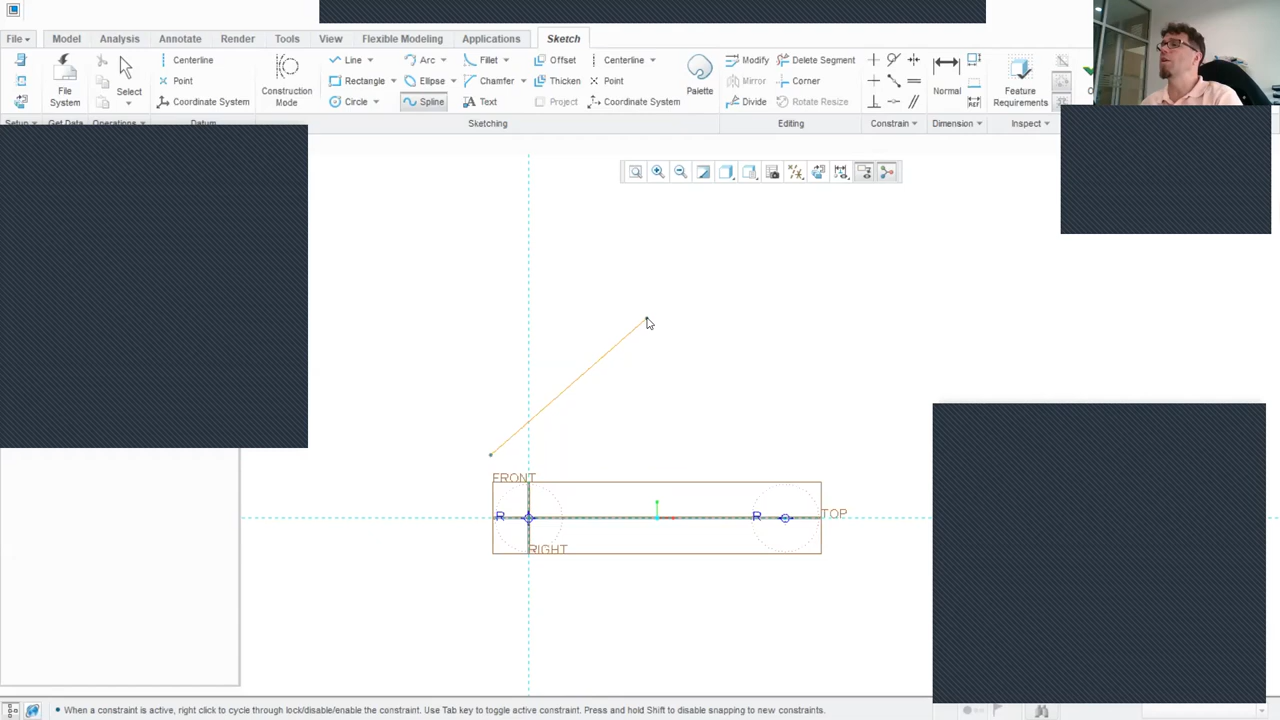 File Model Analysis Annotate Render Tools View Flexible Modeling Applications Sketch
Centerline Line Arc Fillet Offset Centerline Modify Delete Segment
Point Rectangle Ellipse Chamfer Thicken Point Mirror Corner
Coordinate System Circle Spline Text Project Coordinate System Divide Rotate Resize
File System Select Construction Mode Palette Normal Feature Requirements
Setup Get Data Operations Datum Sketching Editing Constrain Dimension Inspect
REF
FRONT
R R TOP
RIGHT
• When a constraint is active, right click to cycle through lock/disable/enable the constraint. Use Tab key to toggle active constraint. Press and hold Shift to disable snapping to new constraints.